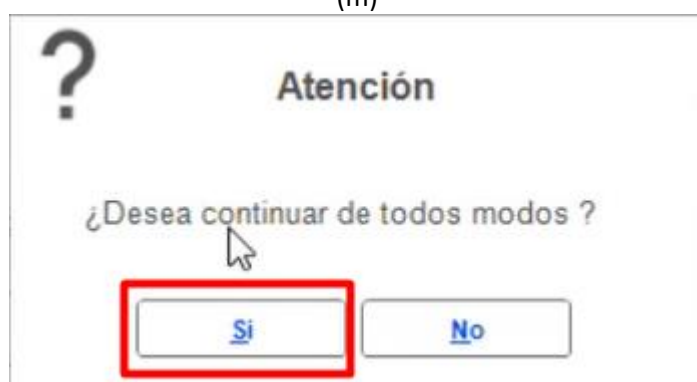 (m)
?
Atención
¿Desea continuar de todos modos ?
Si No